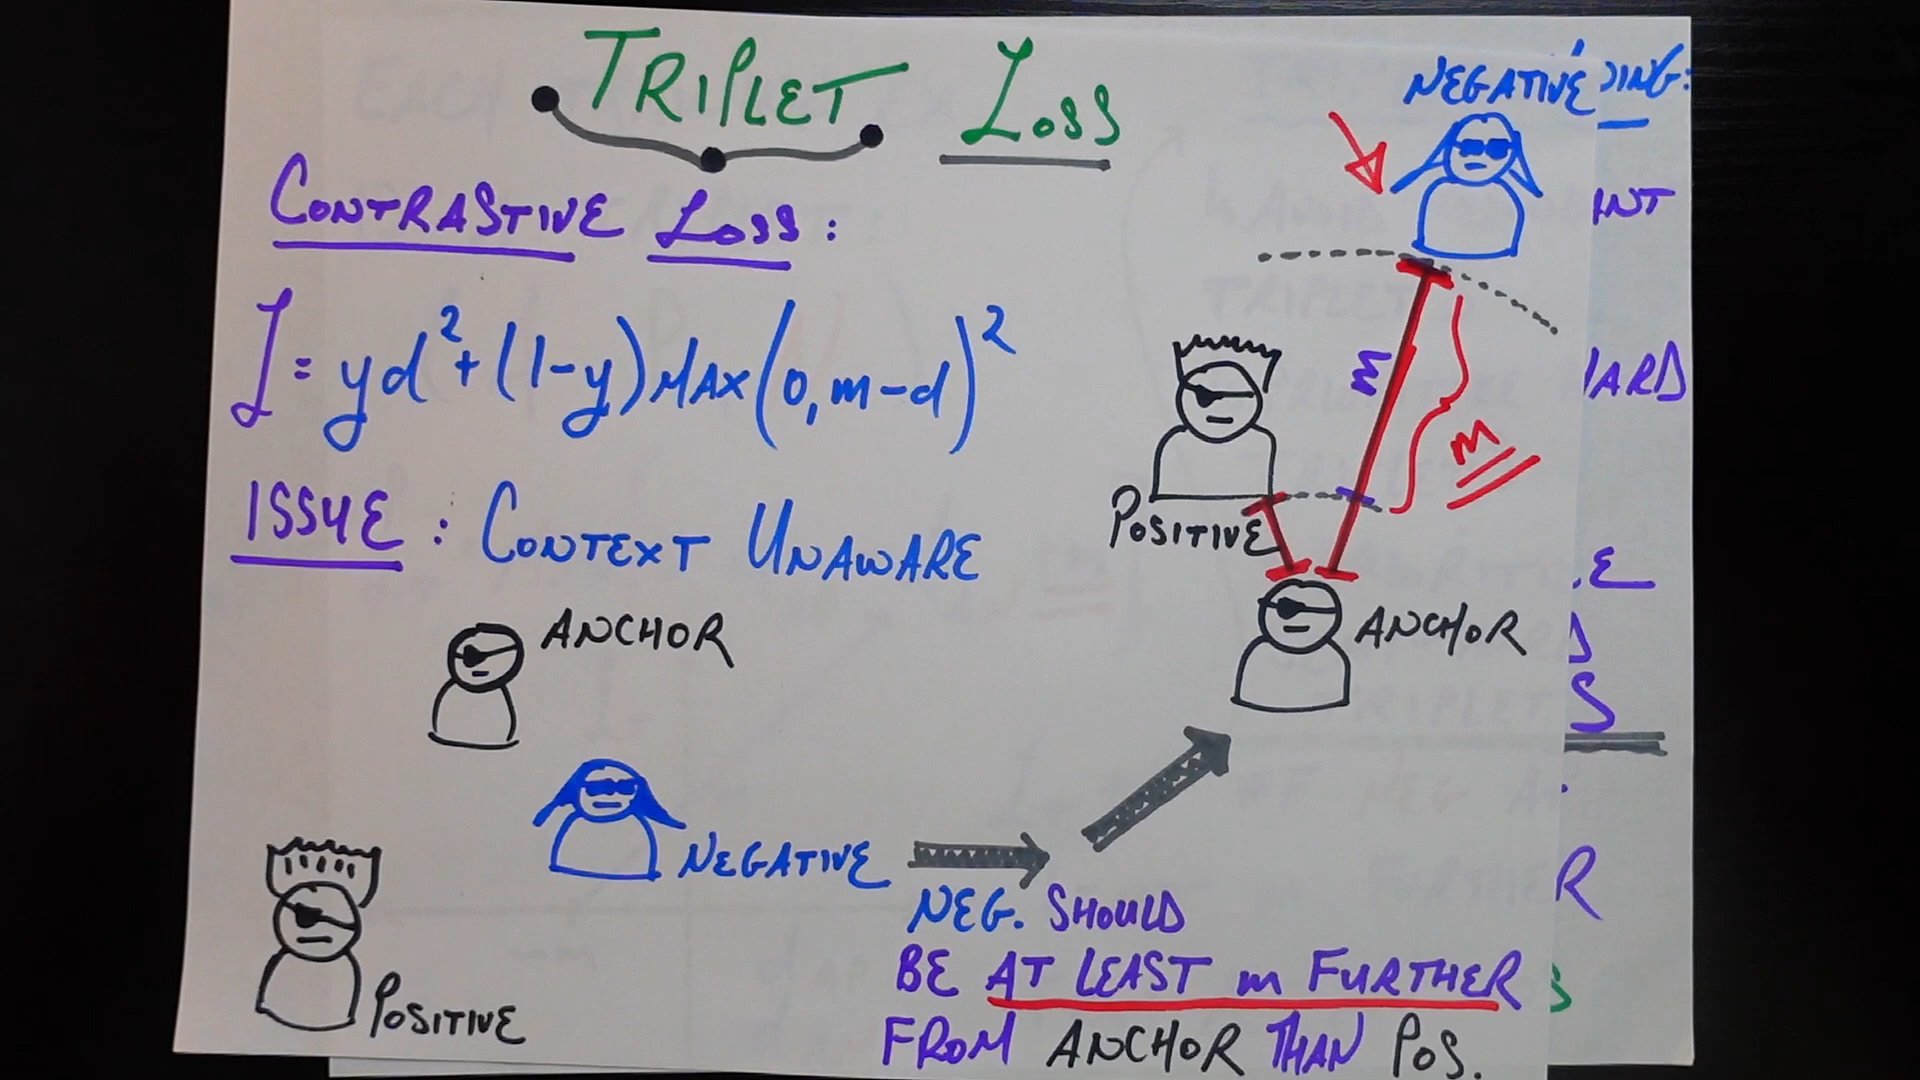 TRIPLET LOSS
CONTRASTIVE LOSS:
L = yd² + (1-y) MAX(0, m-d)²
ISSUE: CONTEXT UNAWARE
ANCHOR
NEGATIVE
POSITIVE
NEGATIVE
POSITIVE
m
m
ANCHOR
NEG. SHOULD
BE AT LEAST m FURTHER
FROM ANCHOR THAN POS.